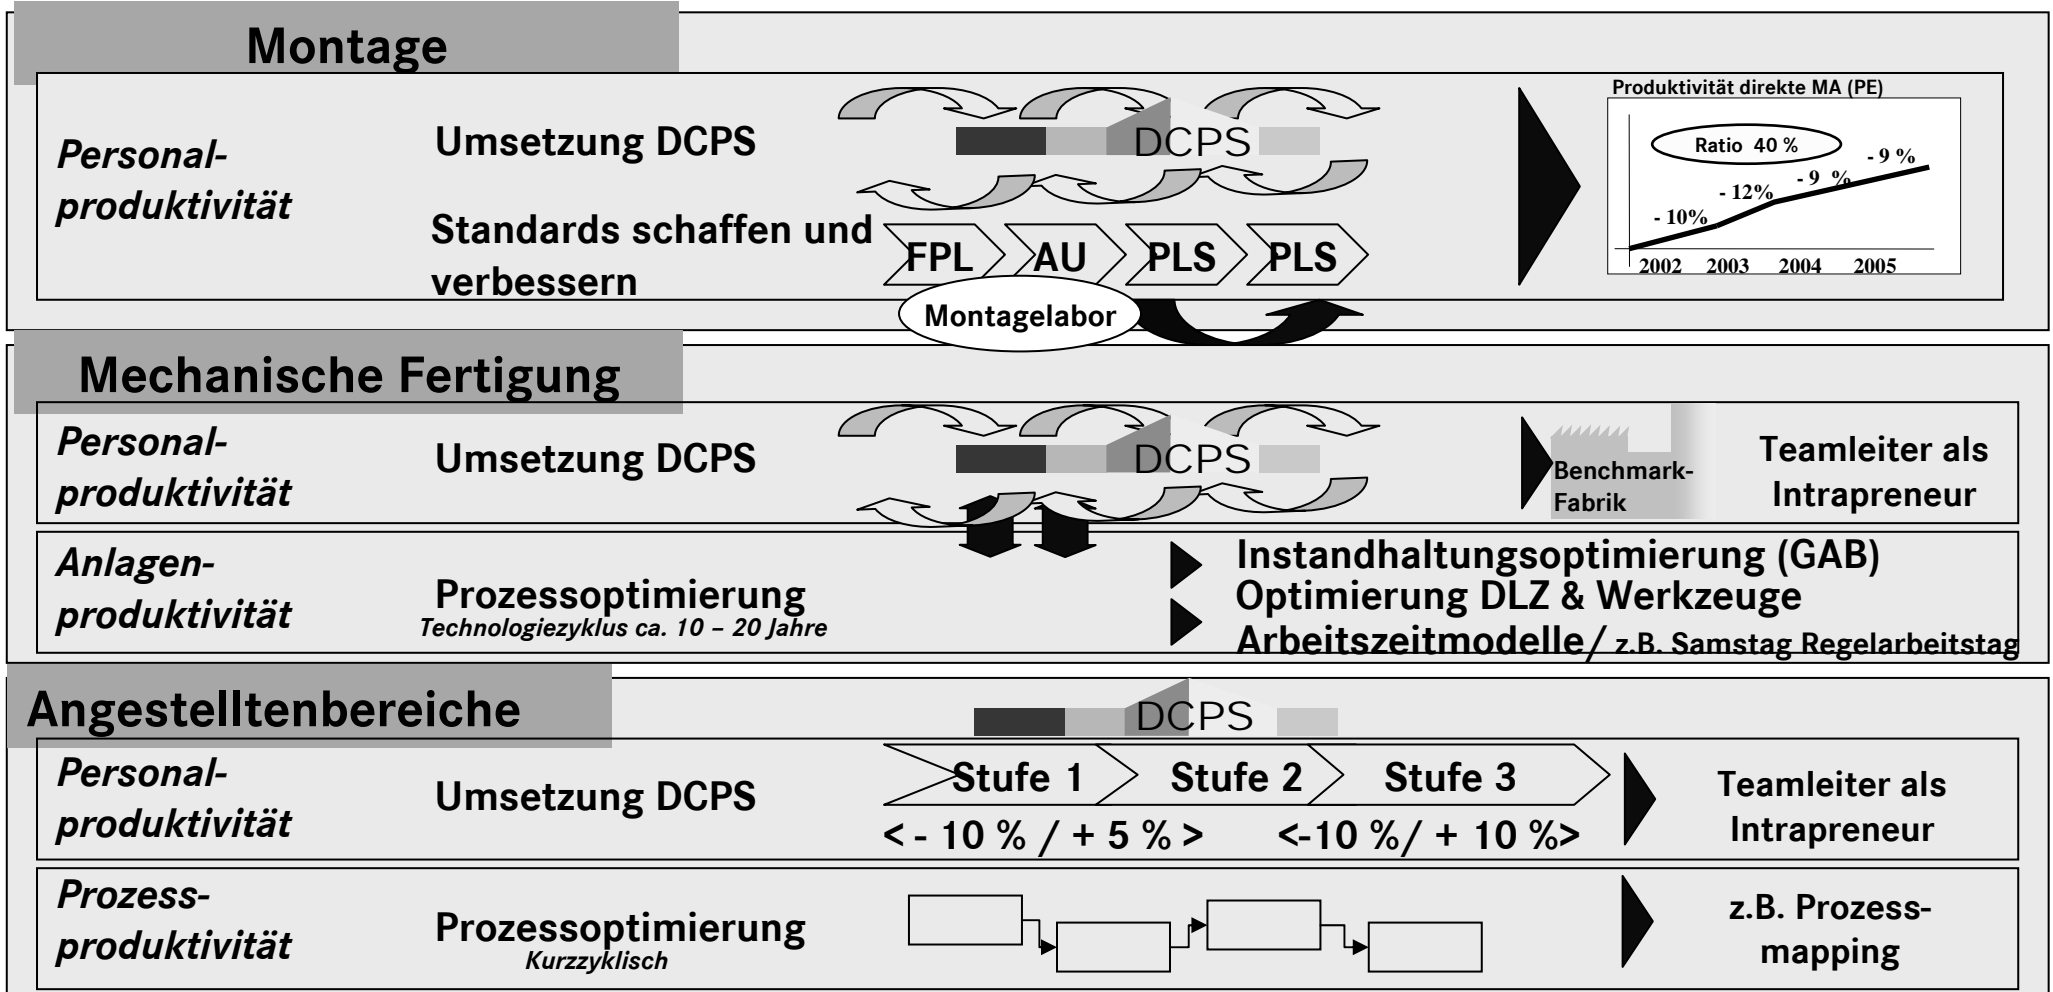 Montage
Personal-
produktivität
Umsetzung DCPS
DCPS
Standards schaffen und
verbessern
FPL AU PLS PLS
Montagelabor
Produktivität direkte MA (PE)
Ratio 40 %
- 10%
- 12%
- 9 %
- 9 %
2002 2003 2004 2005
Mechanische Fertigung
Personal-
produktivität
Umsetzung DCPS
DCPS
Benchmark-
Fabrik
Teamleiter als
Intrapreneur
Anlagen-
produktivität
Prozessoptimierung
Technologiezyklus ca. 10 – 20 Jahre
Instandhaltungsoptimierung (GAB)
Optimierung DLZ & Werkzeuge
Arbeitszeitmodelle/ z.B. Samstag Regelarbeitstag
Angestelltenbereiche
DCPS
Personal-
produktivität
Umsetzung DCPS
Stufe 1 Stufe 2 Stufe 3
< - 10 % / + 5 % > <-10 %/ + 10 %>
Teamleiter als
Intrapreneur
Prozess-
produktivität
Prozessoptimierung
Kurzzyklisch
z.B. Prozess-
mapping